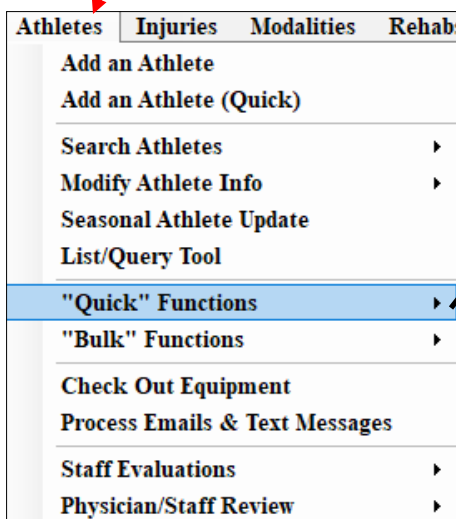 Athletes Injuries Modalities Rehabs
Add an Athlete
Add an Athlete (Quick)
Search Athletes
Modify Athlete Info
Seasonal Athlete Update
List/Query Tool
"Quick" Functions
"Bulk" Functions
Check Out Equipment
Process Emails & Text Messages
Staff Evaluations
Physician/Staff Review